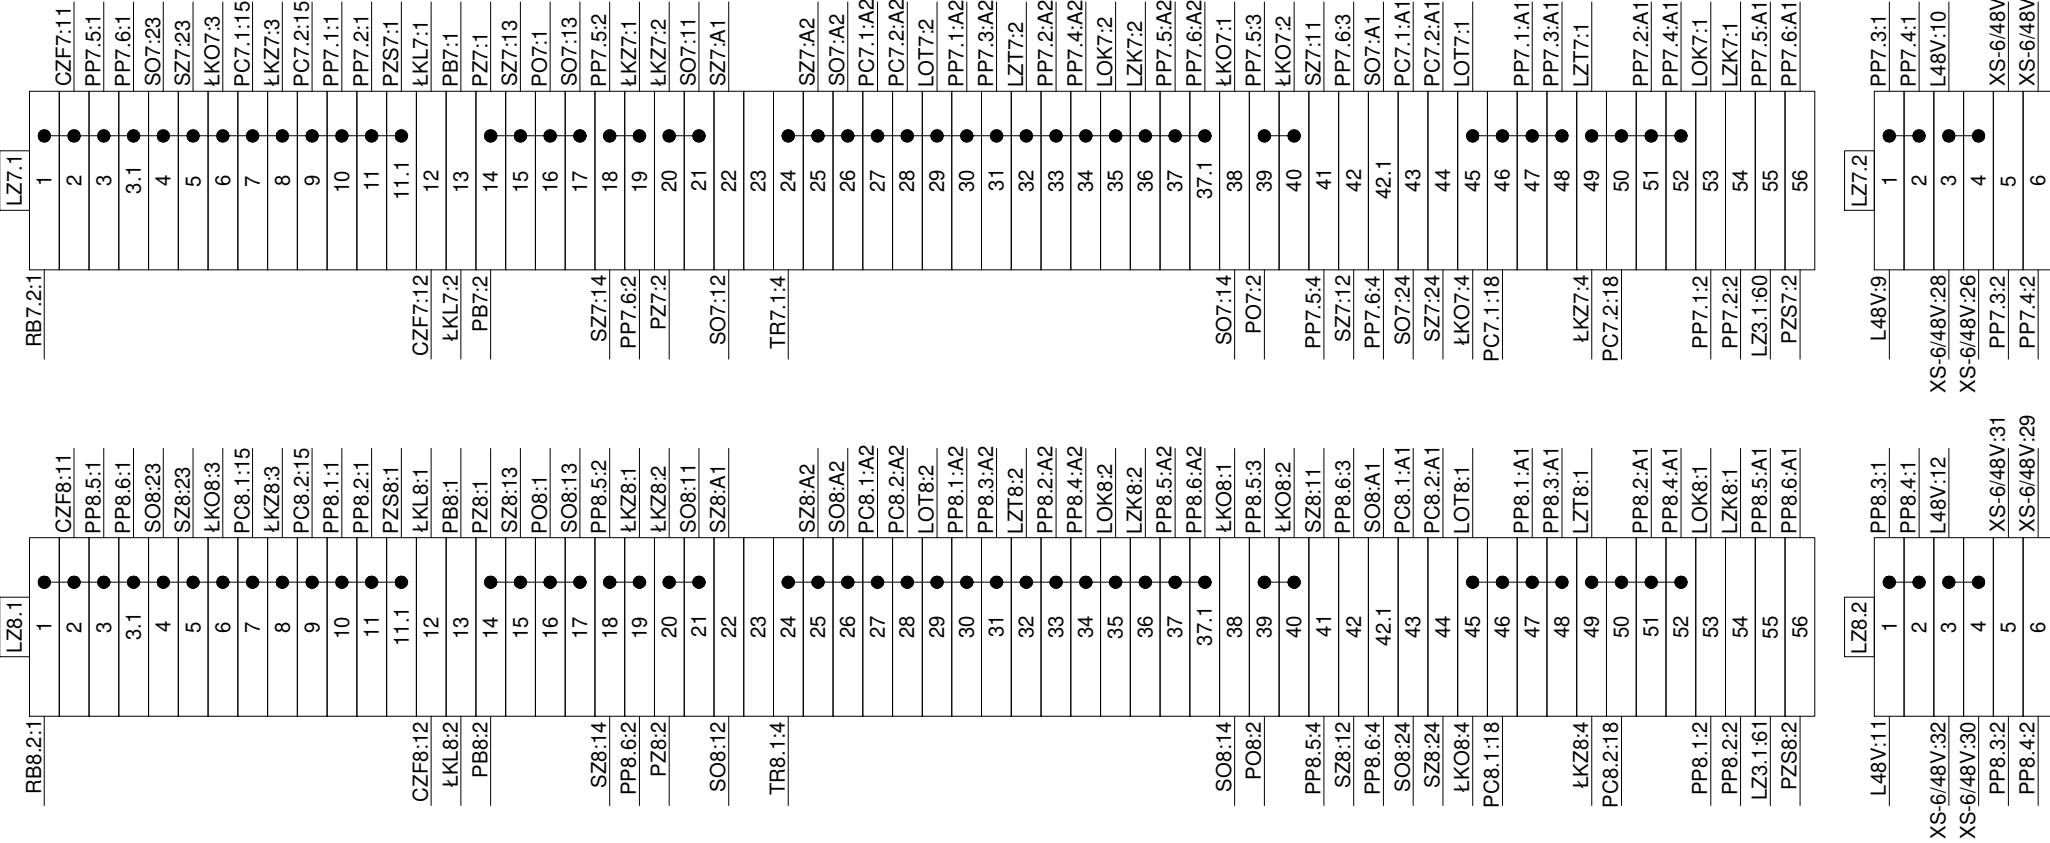 CZF7:11
PP7.5:1
PP7.6:1
SO7:23
SZ7:23
ŁKO7:3
PC7.1:15
ŁKZ7:3
PC7.2:15
PP7.1:1
PP7.2:1
PZS7:1
ŁKL7:1
PB7:1
PZ7:1
SZ7:13
PO7:1
SO7:13
PP7.5:2
ŁKZ7:1
ŁKZ7:2
SO7:11
SZ7:A1
SZ7:A2
SO7:A2
PC7.1:A2
PC7.2:A2
LOT7:2
PP7.1:A2
PP7.3:A2
LZT7:2
PP7.2:A2
PP7.4:A2
LOK7:2
LZK7:2
PP7.5:A2
PP7.6:A2
ŁKO7:1
PP7.5:3
ŁKO7:2
SZ7:11
PP7.6:3
SO7:A1
PC7.1:A1
PC7.2:A1
LOT7:1
PP7.1:A1
PP7.3:A1
LZT7:1
PP7.2:A1
PP7.4:A1
LOK7:1
LZK7:1
PP7.5:A1
PP7.6:A1
PP7.3:1
PP7.4:1
L48V:10
XS-6/48V
XS-6/48V
LZ7.1
1
2
3
3.1
4
5
6
7
8
9
10
11
11.1
12
13
14
15
16
17
18
19
20
21
22
23
24
25
26
27
28
29
30
31
32
33
34
35
36
37
37.1
38
39
40
41
42
42.1
43
44
45
46
47
48
49
50
51
52
53
54
55
56
LZ7.2
1
2
3
4
5
6
RB7.2:1
CZF7:12
ŁKL7:2
PB7:2
SZ7:14
PP7.6:2
PZ7:2
SO7:12
TR7.1:4
SO7:14
PO7:2
PP7.5:4
SZ7:12
PP7.6:4
SO7:24
SZ7:24
ŁKO7:4
PC7.1:18
ŁKZ7:4
PC7.2:18
PP7.1:2
PP7.2:2
LZ3.1:60
PZS7:2
L48V:9
XS-6/48V:28
XS-6/48V:26
PP7.3:2
PP7.4:2
CZF8:11
PP8.5:1
PP8.6:1
SO8:23
SZ8:23
ŁKO8:3
PC8.1:15
ŁKZ8:3
PC8.2:15
PP8.1:1
PP8.2:1
PZS8:1
ŁKL8:1
PB8:1
PZ8:1
SZ8:13
PO8:1
SO8:13
PP8.5:2
ŁKZ8:1
ŁKZ8:2
SO8:11
SZ8:A1
SZ8:A2
SO8:A2
PC8.1:A2
PC8.2:A2
LOT8:2
PP8.1:A2
PP8.3:A2
LZT8:2
PP8.2:A2
PP8.4:A2
LOK8:2
LZK8:2
PP8.5:A2
PP8.6:A2
ŁKO8:1
PP8.5:3
ŁKO8:2
SZ8:11
PP8.6:3
SO8:A1
PC8.1:A1
PC8.2:A1
LOT8:1
PP8.1:A1
PP8.3:A1
LZT8:1
PP8.2:A1
PP8.4:A1
LOK8:1
LZK8:1
PP8.5:A1
PP8.6:A1
PP8.3:1
PP8.4:1
L48V:12
XS-6/48V:31
XS-6/48V:29
LZ8.1
1
2
3
3.1
4
5
6
7
8
9
10
11
11.1
12
13
14
15
16
17
18
19
20
21
22
23
24
25
26
27
28
29
30
31
32
33
34
35
36
37
37.1
38
39
40
41
42
42.1
43
44
45
46
47
48
49
50
51
52
53
54
55
56
LZ8.2
1
2
3
4
5
6
RB8.2:1
CZF8:12
ŁKL8:2
PB8:2
SZ8:14
PP8.6:2
PZ8:2
SO8:12
TR8.1:4
SO8:14
PO8:2
PP8.5:4
SZ8:12
PP8.6:4
SO8:24
SZ8:24
ŁKO8:4
PC8.1:18
ŁKZ8:4
PC8.2:18
PP8.1:2
PP8.2:2
LZ3.1:61
PZS8:2
L48V:11
XS-6/48V:32
XS-6/48V:30
PP8.3:2
PP8.4:2